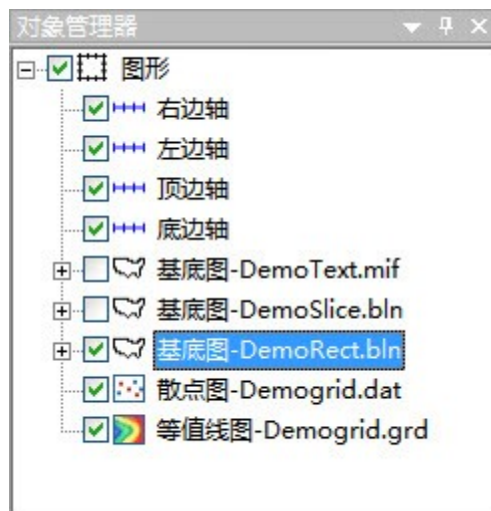 对象管理器
图形
右边轴
左边轴
顶边轴
底边轴
基底图-DemoText.mif
基底图-DemoSlice.bln
基底图-DemoRect.bln
散点图-Demogrid.dat
等值线图-Demogrid.grd